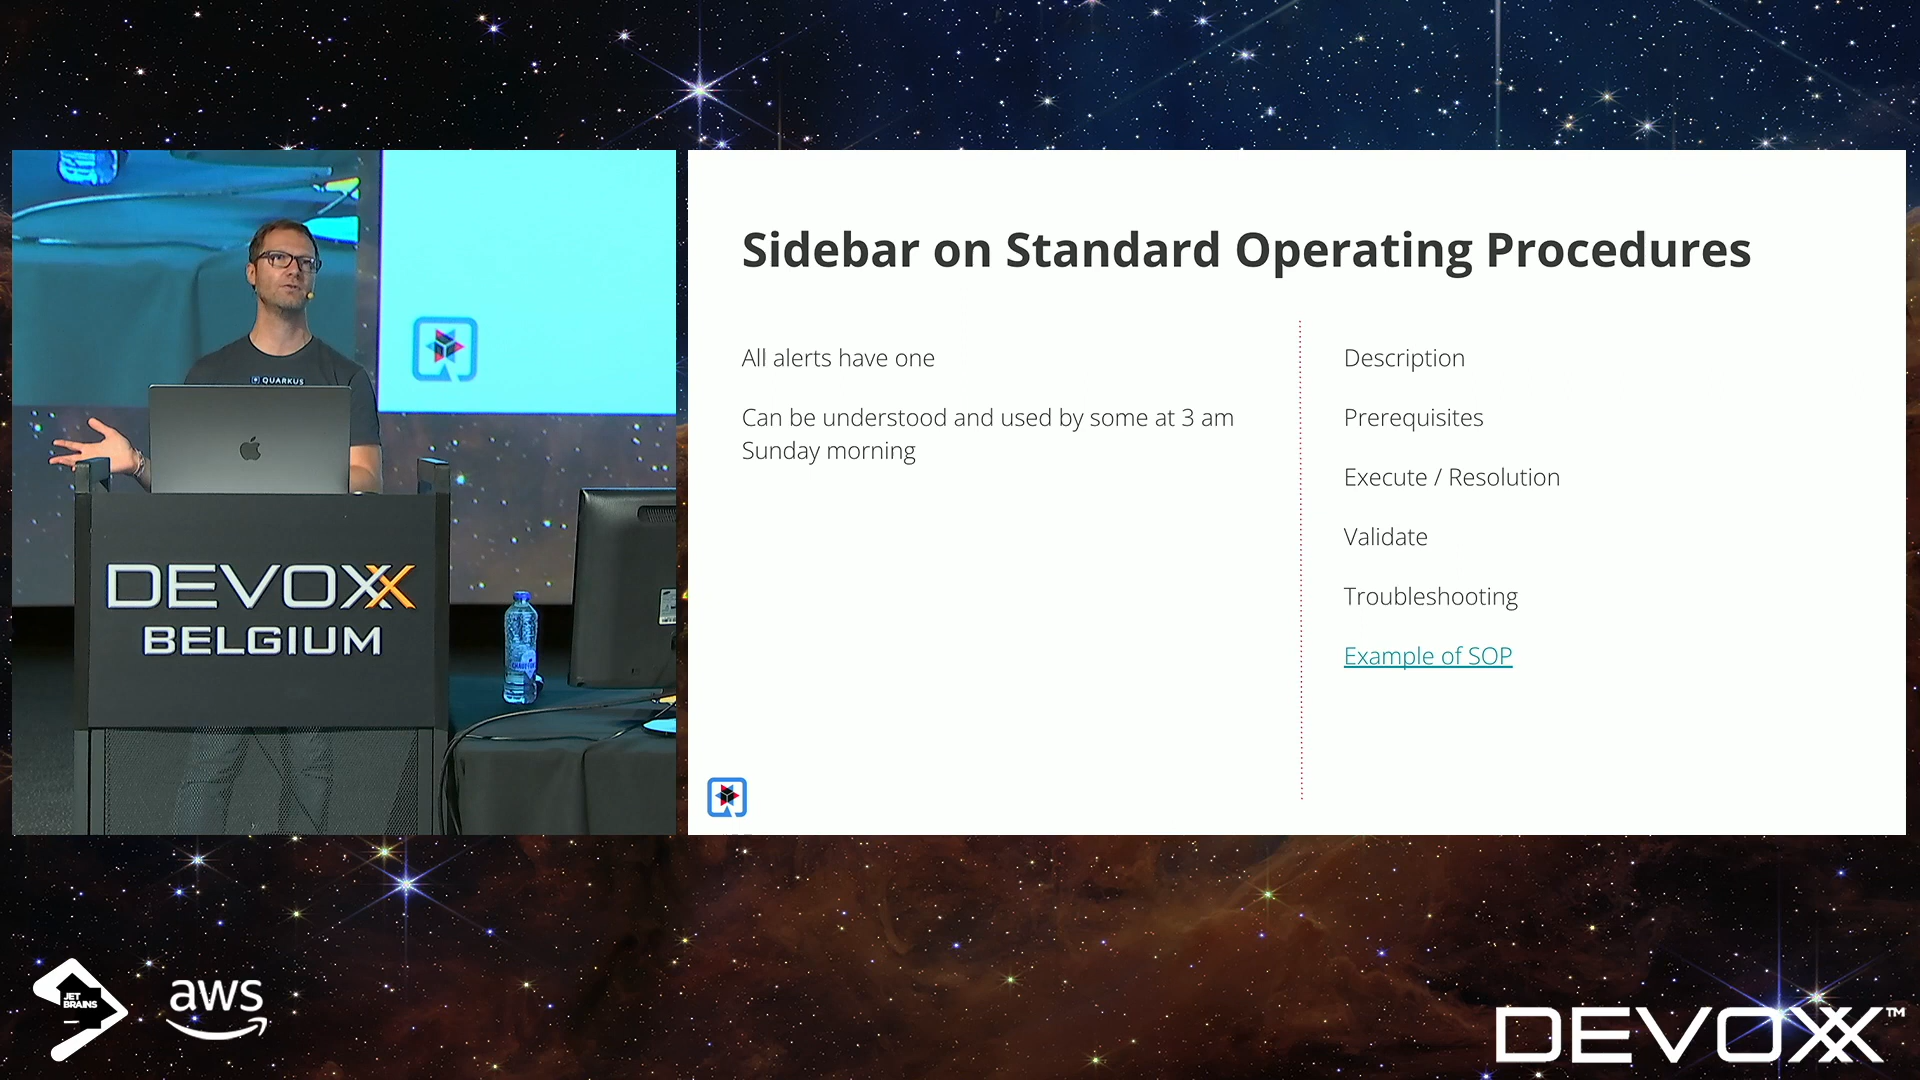 Sidebar on Standard Operating Procedures
All alerts have one
Can be understood and used by some at 3 am
Sunday morning
Description
Prerequisites
Execute / Resolution
Validate
Troubleshooting
Example of SOP
QUARKUS
DEVOXX
BELGIUM
JET
BRAINS
aws
DEVOXX™